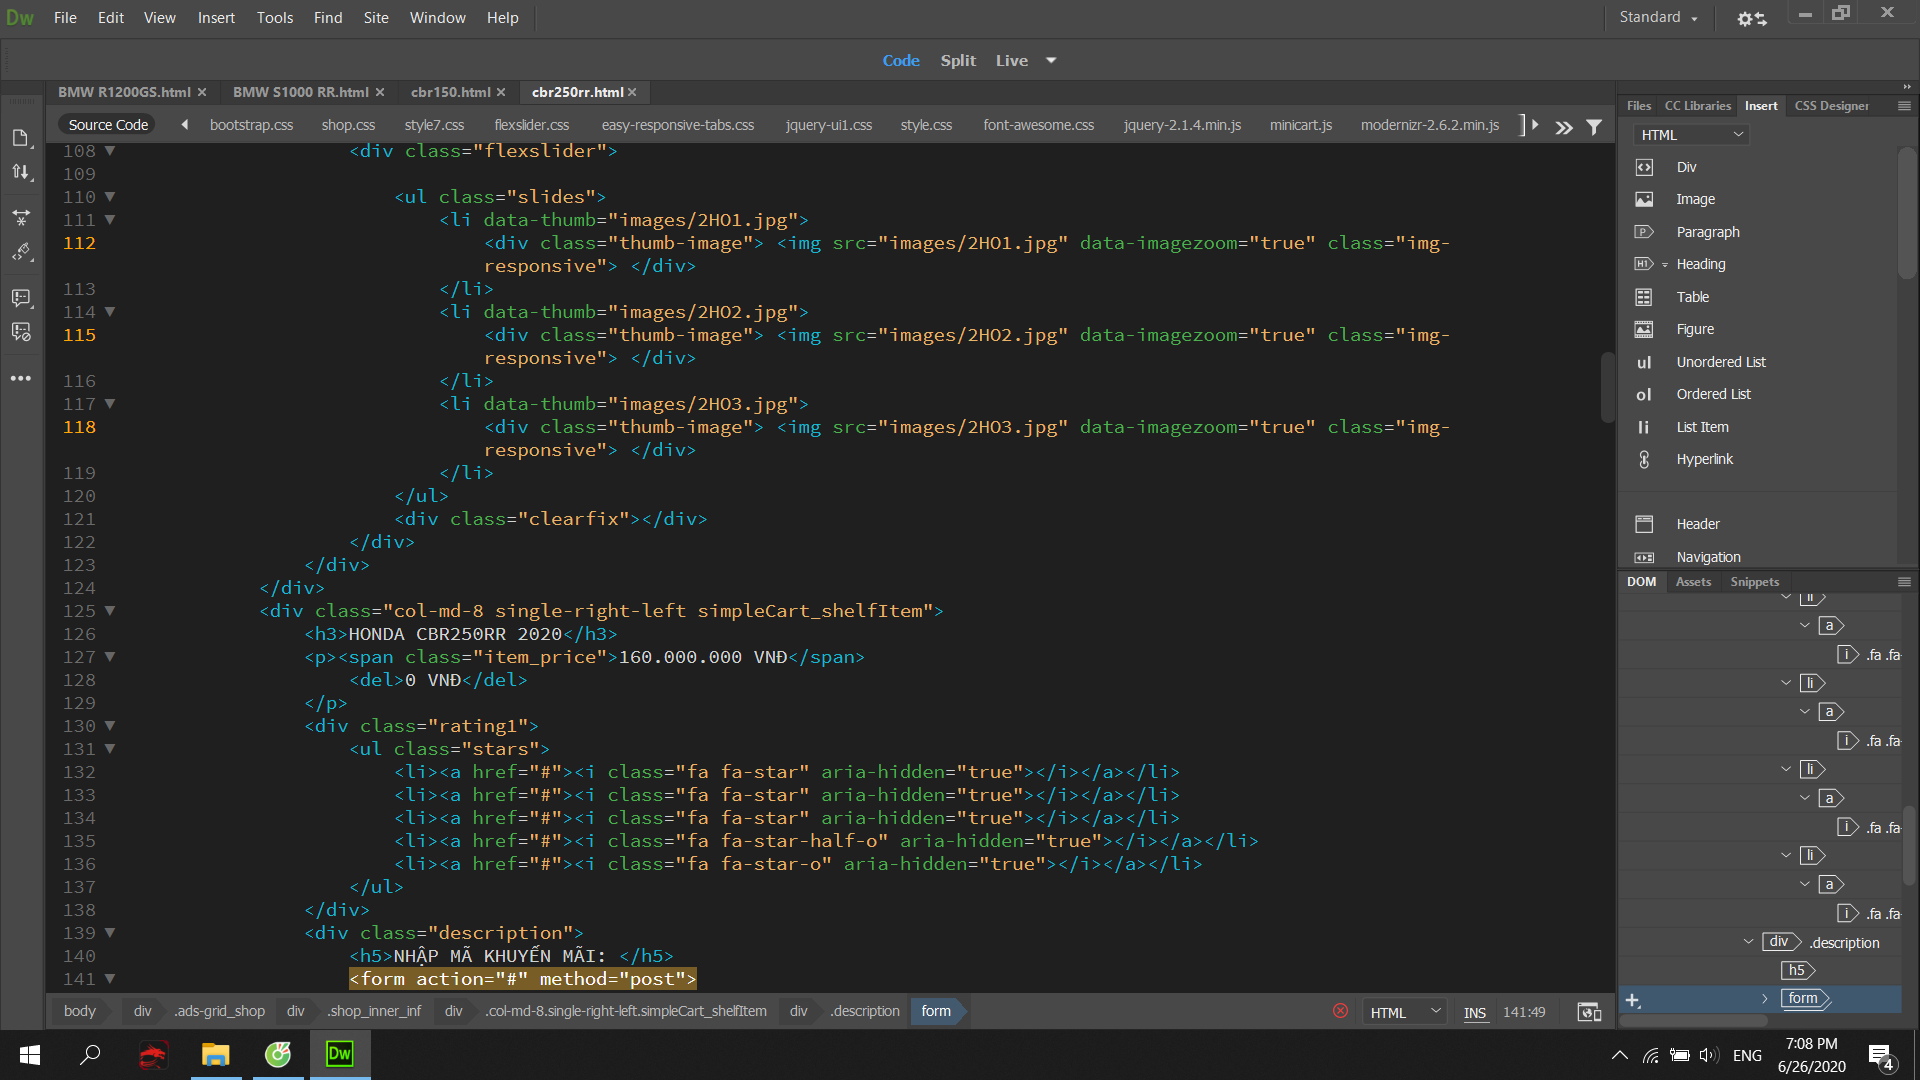 Dw File Edit View Insert Tools Find Site Window Help Standard
Code Split Live
BMW R1200GS.html BMW S1000 RR.html cbr150.html cbr250rr.html
Source Code bootstrap.css shop.css style7.css flexslider.css easy-responsive-tabs.css jquery-ui1.css style.css font-awesome.css jquery-2.1.4.min.js minicart.js modernizr-2.6.2.min.js
108 <div class="flexslider">
109
110 <ul class="slides">
111 <li data-thumb="images/2HO1.jpg">
112 <div class="thumb-image"> <img src="images/2HO1.jpg" data-imagezoom="true" class="img-
responsive"> </div>
113 </li>
114 <li data-thumb="images/2HO2.jpg">
115 <div class="thumb-image"> <img src="images/2HO2.jpg" data-imagezoom="true" class="img-
responsive"> </div>
116 </li>
117 <li data-thumb="images/2HO3.jpg">
118 <div class="thumb-image"> <img src="images/2HO3.jpg" data-imagezoom="true" class="img-
responsive"> </div>
119 </li>
120 </ul>
121 <div class="clearfix"></div>
122 </div>
123 </div>
124 </div>
125 <div class="col-md-8 single-right-left simpleCart_shelfItem">
126 <h3>HONDA CBR250RR 2020</h3>
127 <p><span class="item_price">160.000.000 VNĐ</span>
128 <del>0 VNĐ</del>
129 </p>
130 <div class="rating1">
131 <ul class="stars">
132 <li><a href="#"><i class="fa fa-star" aria-hidden="true"></i></a></li>
133 <li><a href="#"><i class="fa fa-star" aria-hidden="true"></i></a></li>
134 <li><a href="#"><i class="fa fa-star" aria-hidden="true"></i></a></li>
135 <li><a href="#"><i class="fa fa-star-half-o" aria-hidden="true"></i></a></li>
136 <li><a href="#"><i class="fa fa-star-o" aria-hidden="true"></i></a></li>
137 </ul>
138 </div>
139 <div class="description">
140 <h5>NHẬP MÃ KHUYẾN MÃI: </h5>
141 <form action="#" method="post">
body div .ads-grid_shop div .shop_inner_inf div .col-md-8.single-right-left.simpleCart_shelfItem div .description form HTML INS 141:49
Files CC Libraries Insert CSS Designer
HTML
Div
Image
P Paragraph
H1 Heading
Table
Figure
ul Unordered List
ol Ordered List
li List Item
Hyperlink
Header
Navigation
DOM Assets Snippets
li
a
i .fa .fa-
li
a
i .fa .fa-
li
a
i .fa .fa-
li
a
i .fa .fa-
div .description
h5
form
Dw ENG 7:08 PM
6/26/2020
4